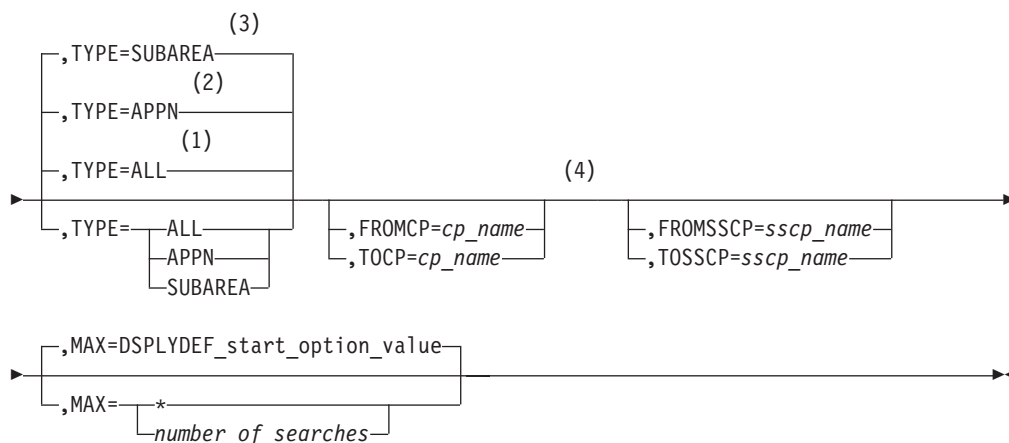 (3)
,TYPE=SUBAREA
(2)
,TYPE=APPN
(1)
,TYPE=ALL
(4)
,TYPE= ALL
APPN
SUBAREA
,FROMCP=cp_name
,TOCP=cp_name
,FROMSSCP=sscp_name
,TOSSCP=sscp_name
,MAX=DSPLYDEF_start_option_value
,MAX= *
number of searches